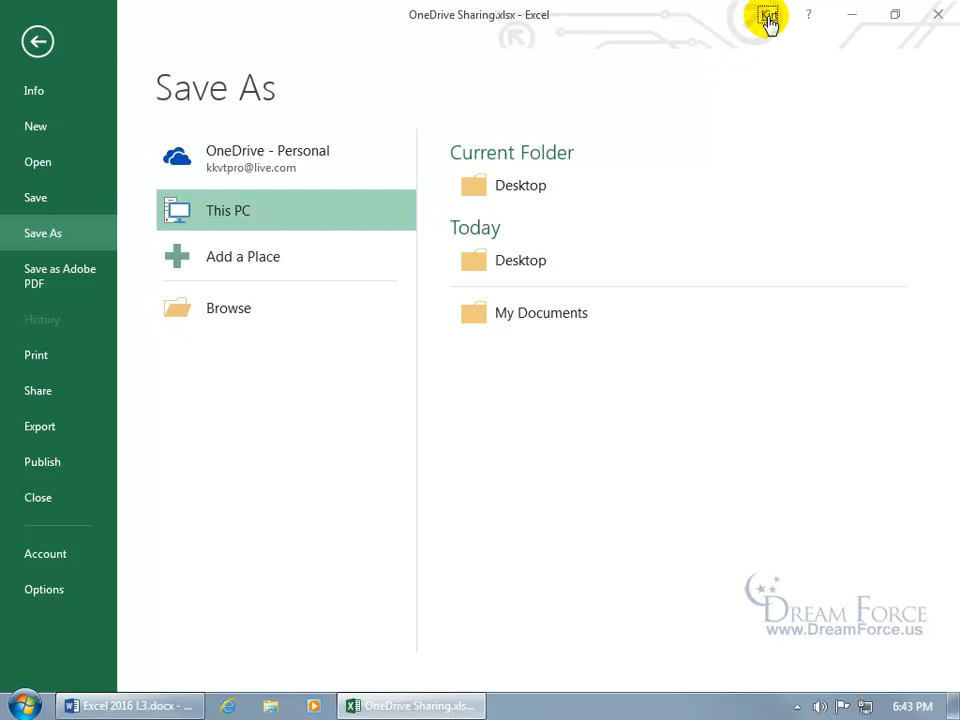 OneDrive Sharing.xlsx - Excel
?
Info
New
Open
Save
Save As
Save as Adobe
PDF
History
Print
Share
Export
Publish
Close
Account
Options
Save As
OneDrive - Personal
kkvtpro@live.com
This PC
Add a Place
Browse
Current Folder
Desktop
Today
Desktop
My Documents
DREAM FORCE
www.DreamForce.us
Excel 2016 L3.docx - ...
OneDrive Sharing.xls...
6:43 PM